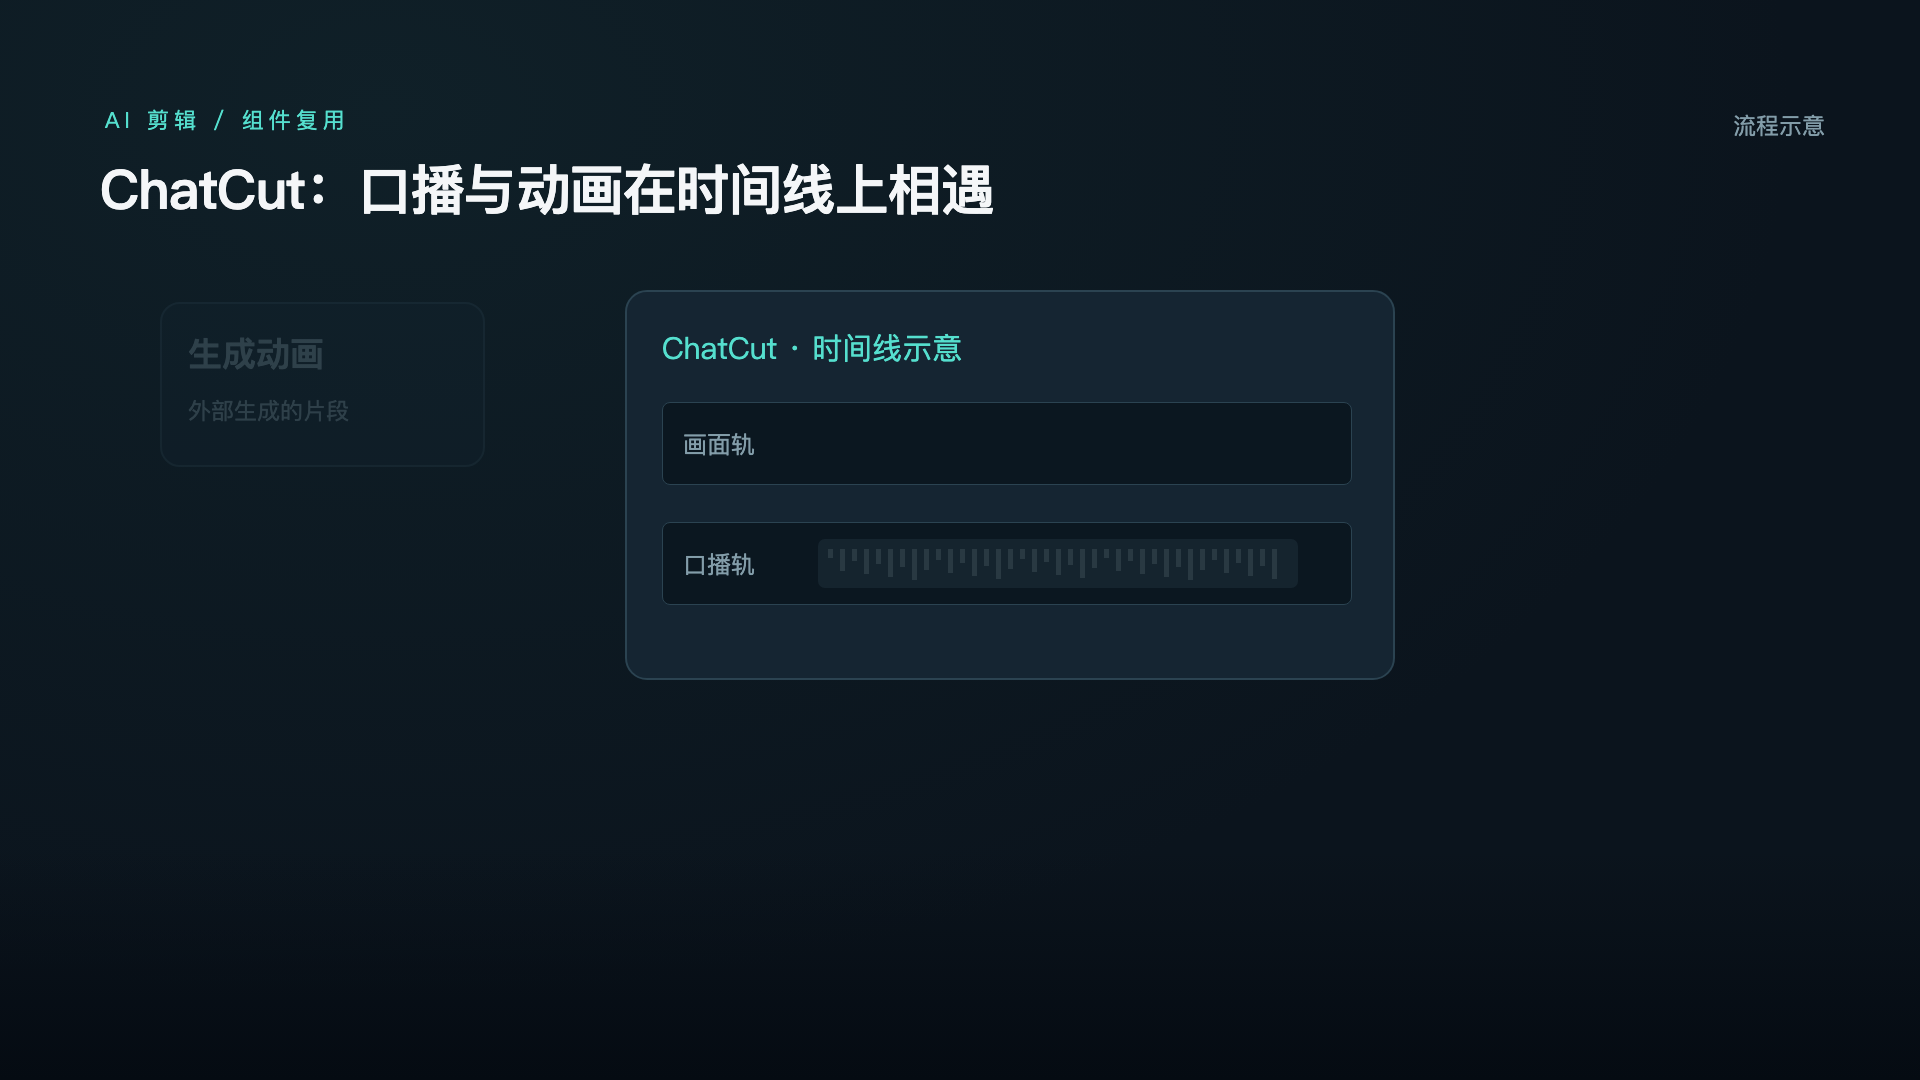 AI 剪辑 / 组件复用
流程示意
ChatCut：口播与动画在时间线上相遇
生成动画
外部生成的片段
ChatCut · 时间线示意
画面轨
口播轨